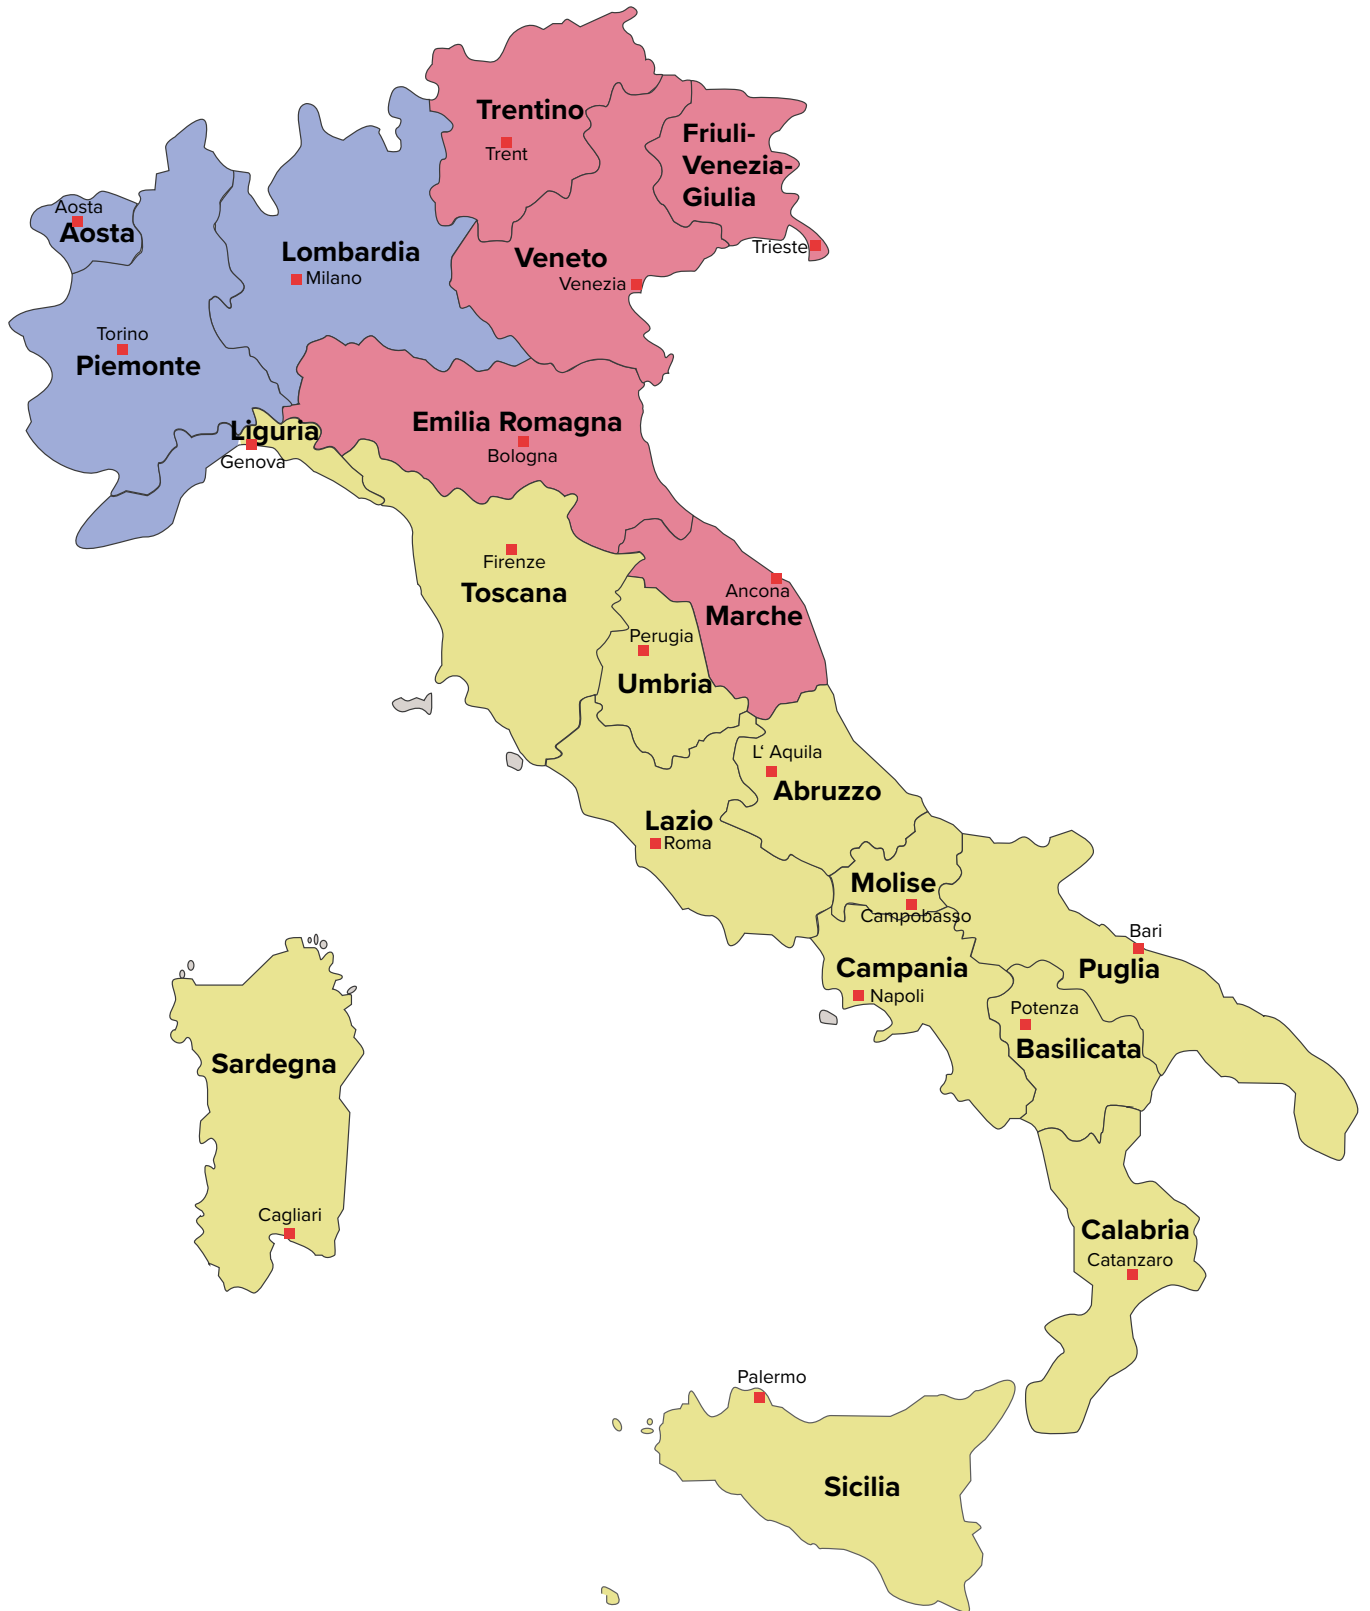 Trentino
Trent
Friuli-
Venezia-
Giulia
Aosta
Aosta
Lombardia
Milano
Veneto
Venezia
Trieste
Torino
Piemonte
Liguria
Genova
Emilia Romagna
Bologna
Firenze
Toscana
Ancona
Marche
Perugia
Umbria
L‘ Aquila
Abruzzo
Lazio
Roma
Molise
Campobasso
Campania
Napoli
Bari
Puglia
Potenza
Basilicata
Sardegna
Cagliari
Calabria
Catanzaro
Palermo
Sicilia